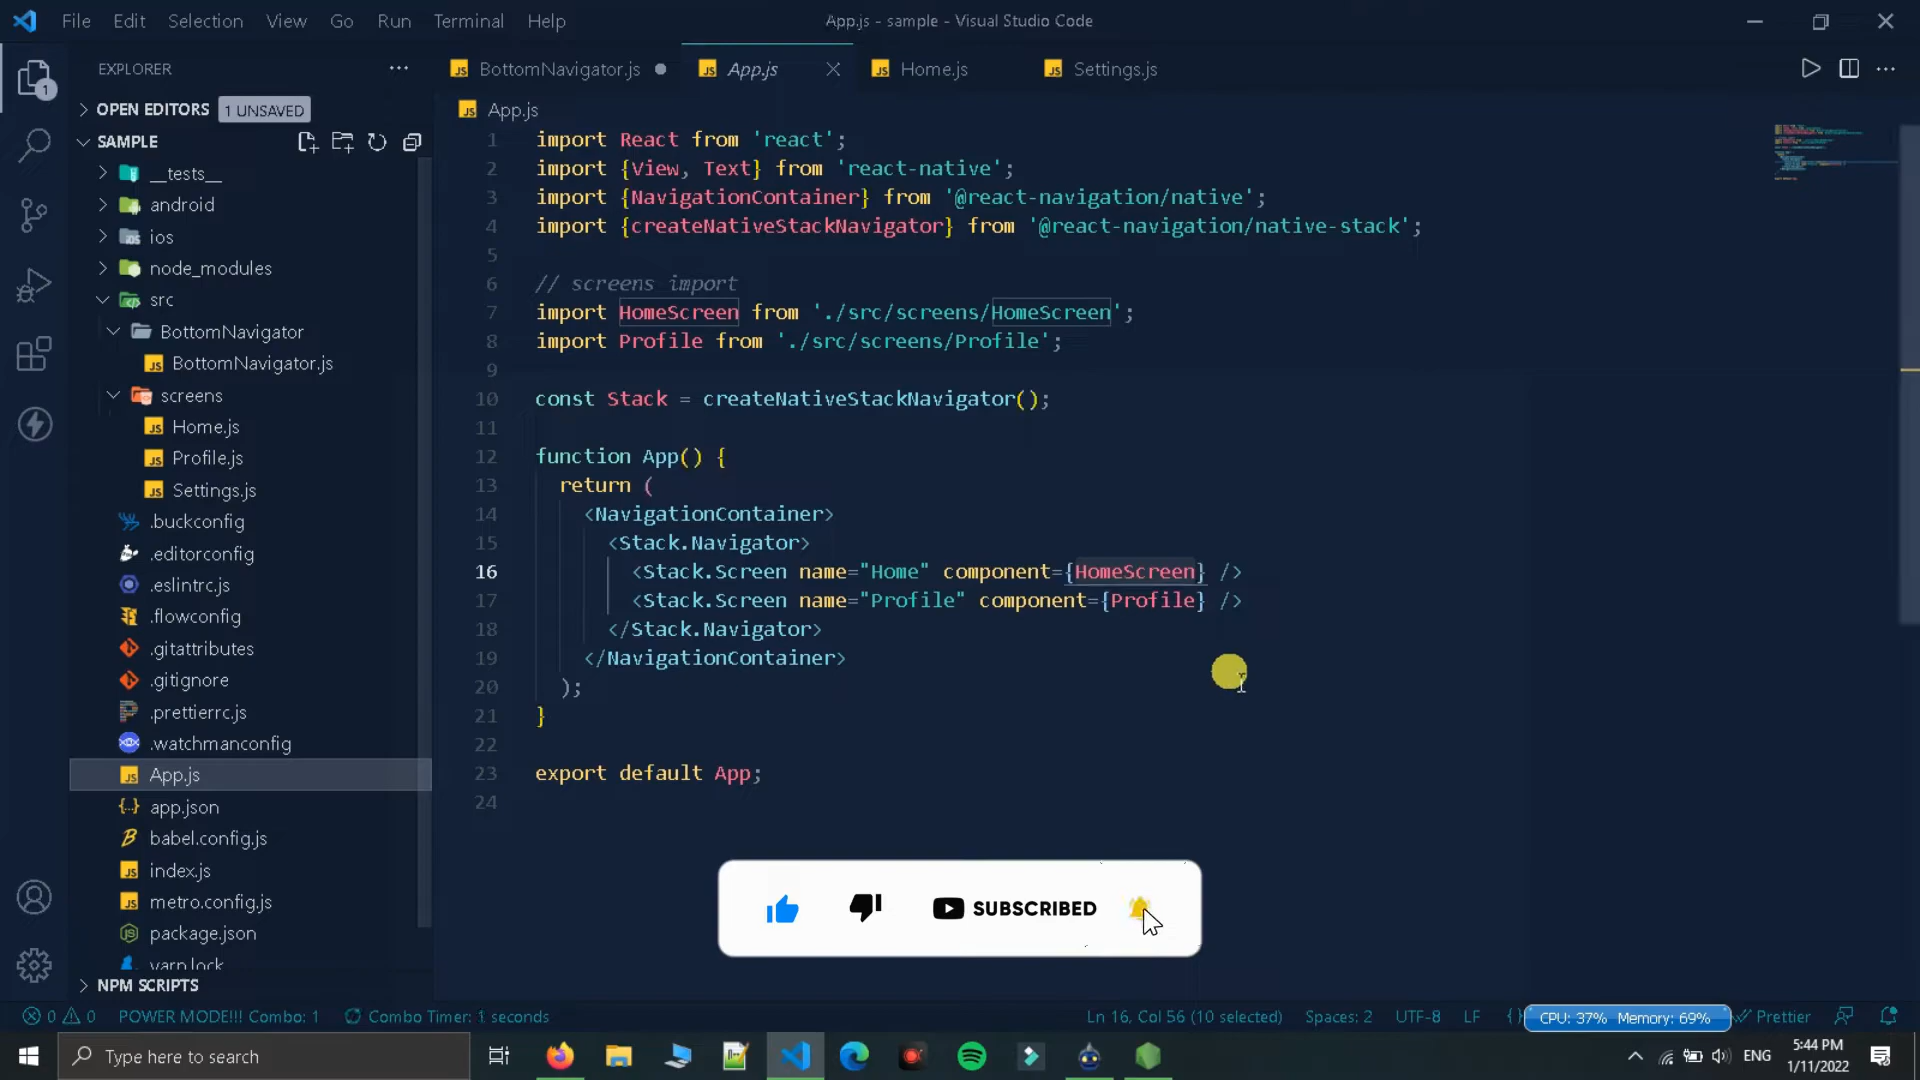 File Edit Selection View Go Run Terminal Help
App.js - sample - Visual Studio Code
EXPLORER
BottomNavigator.js
App.js
Home.js
Settings.js
OPEN EDITORS 1 UNSAVED
App.js
SAMPLE
__tests__
android
ios
node_modules
src
BottomNavigator
BottomNavigator.js
screens
Home.js
Profile.js
Settings.js
.buckconfig
.editorconfig
.eslintrc.js
.flowconfig
.gitattributes
.gitignore
.prettierrc.js
.watchmanconfig
App.js
app.json
babel.config.js
index.js
metro.config.js
package.json
yarn.lock
NPM SCRIPTS
1 import React from 'react';
2 import {View, Text} from 'react-native';
3 import {NavigationContainer} from '@react-navigation/native';
4 import {createNativeStackNavigator} from '@react-navigation/native-stack';
5
6 // screens import
7 import HomeScreen from './src/screens/HomeScreen';
8 import Profile from './src/screens/Profile';
9
10 const Stack = createNativeStackNavigator();
11
12 function App() {
13 return (
14 <NavigationContainer>
15 <Stack.Navigator>
16 <Stack.Screen name="Home" component={HomeScreen} />
17 <Stack.Screen name="Profile" component={Profile} />
18 </Stack.Navigator>
19 </NavigationContainer>
20 );
21 }
22
23 export default App;
24
SUBSCRIBED
0 0 POWER MODE!!! Combo: 1 Combo Timer: 1 seconds
Ln 16, Col 56 (10 selected) Spaces: 2 UTF-8 LF {} CPU: 37% Memory: 69% Prettier
Type here to search
ENG
5:44 PM
1/11/2022